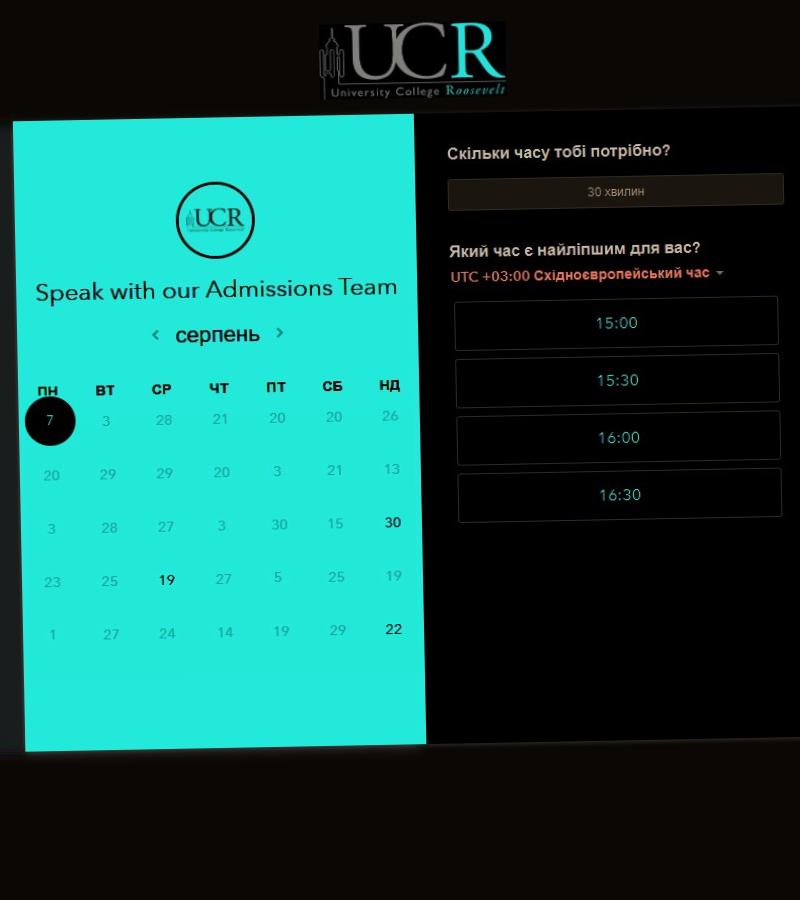 UCR
University College Roosevelt
UCR
University College Roosevelt
Speak with our Admissions Team
серпень
ПН ВТ СР ЧТ ПТ СБ НД
7 3 28 21 20 20 26
20 29 29 20 3 21 13
3 28 27 3 30 15 30
23 25 19 27 5 25 19
1 27 24 14 19 29 22
Скільки часу тобі потрібно?
30 хвилин
Який час є найліпшим для вас?
UTC +03:00 Східноєвропейський час
15:00
15:30
16:00
16:30